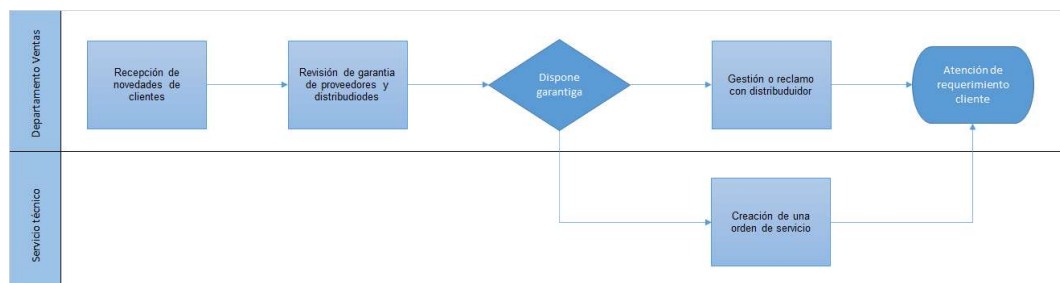 Departamento Ventas
Recepción de
novedades de
clientes
Revisión de garantia
de proveedores y
distribudiodes
Dispone
garantiga
Gestión o reclamo
con distribuduidor
Atención de
requerimiento
cliente
Servicio técnico
Creación de una
orden de servicio